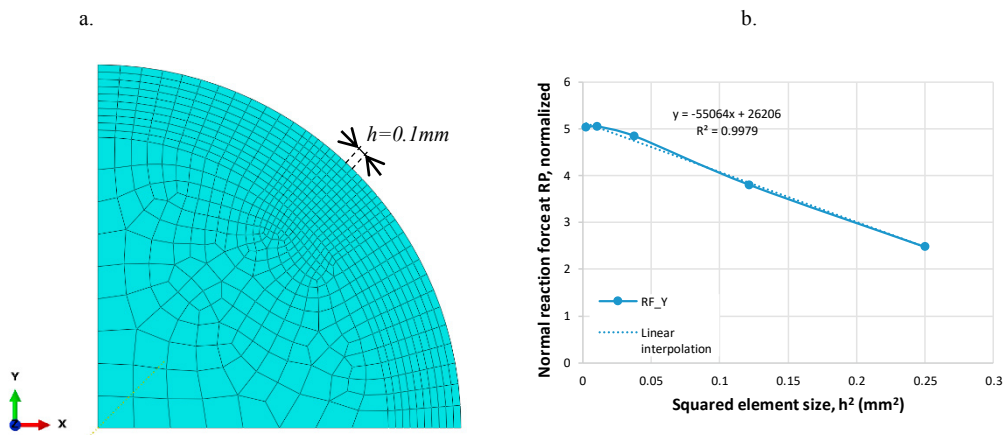 a.
h=0.1mm
Y
Z
X
b.
Normal reaction force at RP, normalized
6
5
4
3
2
1
0
y = -55064x + 26206
R² = 0.9979
RF_Y
Linear
interpolation
0
0.05
0.1
0.15
0.2
0.25
0.3
Squared element size, h² (mm²)